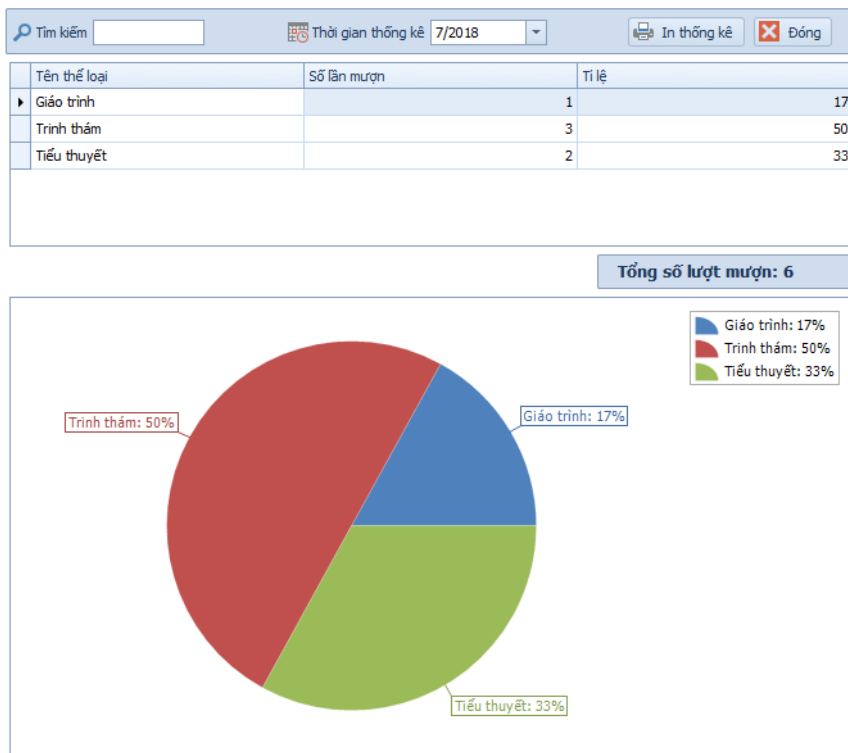 Tìm kiếm Thời gian thống kê 7/2018 In thống kê Đóng
Tên thể loại Số lần mượn Tỉ lệ
Giáo trình 1 17
Trinh thám 3 50
Tiểu thuyết 2 33
Tổng số lượt mượn: 6
Giáo trình: 17%
Trinh thám: 50%
Tiểu thuyết: 33%
Giáo trình: 17%
Trinh thám: 50%
Tiểu thuyết: 33%